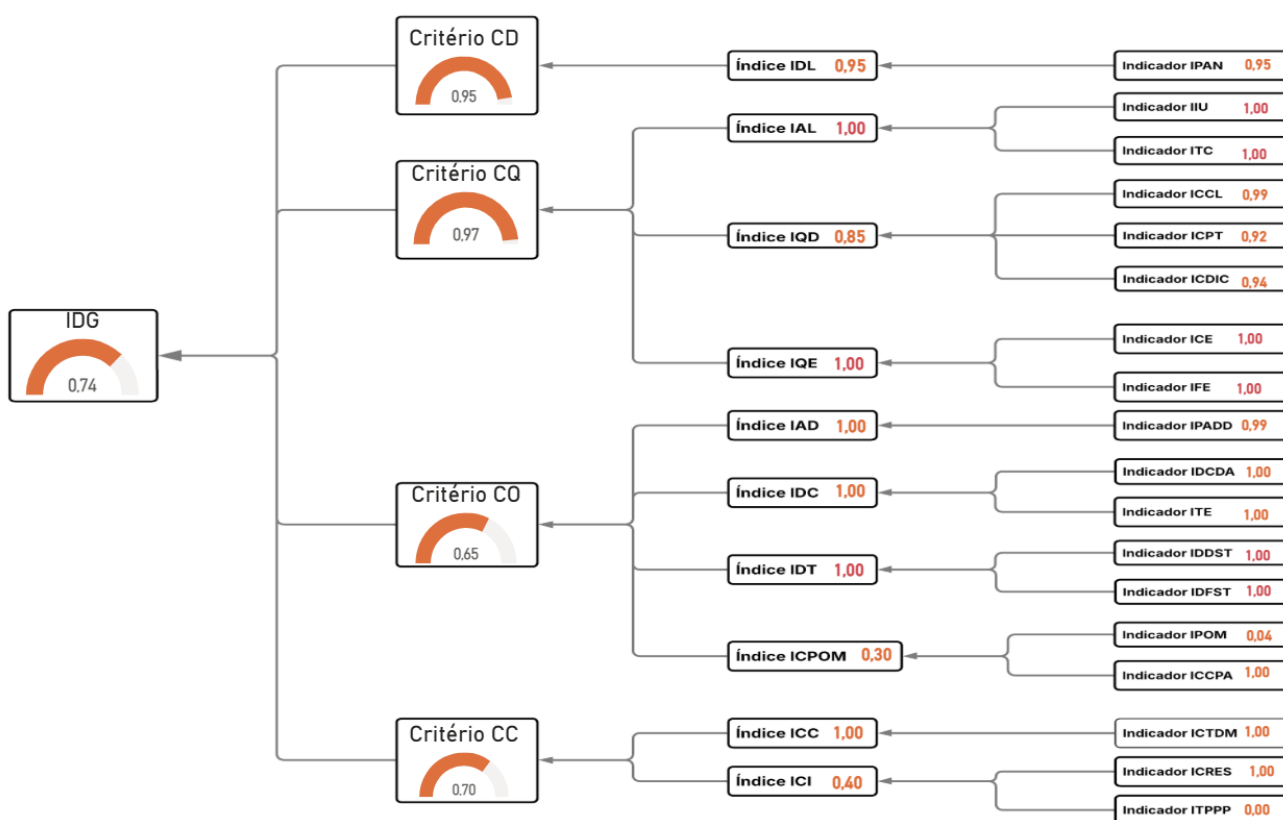 IDG
0,74
Critério CD
0,95
Critério CQ
0,97
Critério CO
0,65
Critério CC
0,70
Índice IDL 0,95
Índice IAL 1,00
Índice IQD 0,85
Índice IQE 1,00
Índice IAD 1,00
Índice IDC 1,00
Índice IDT 1,00
Índice ICPOM 0,30
Índice ICC 1,00
Índice ICI 0,40
Indicador IPAN 0,95
Indicador IIU 1,00
Indicador ITC 1,00
Indicador ICCL 0,99
Indicador ICPT 0,92
Indicador ICDIC 0,94
Indicador ICE 1,00
Indicador IFE 1,00
Indicador IPADD 0,99
Indicador IDCDA 1,00
Indicador ITE 1,00
Indicador IDDST 1,00
Indicador IDFST 1,00
Indicador IPOM 0,04
Indicador ICCPA 1,00
Indicador ICTDM 1,00
Indicador ICRES 1,00
Indicador ITPPP 0,00